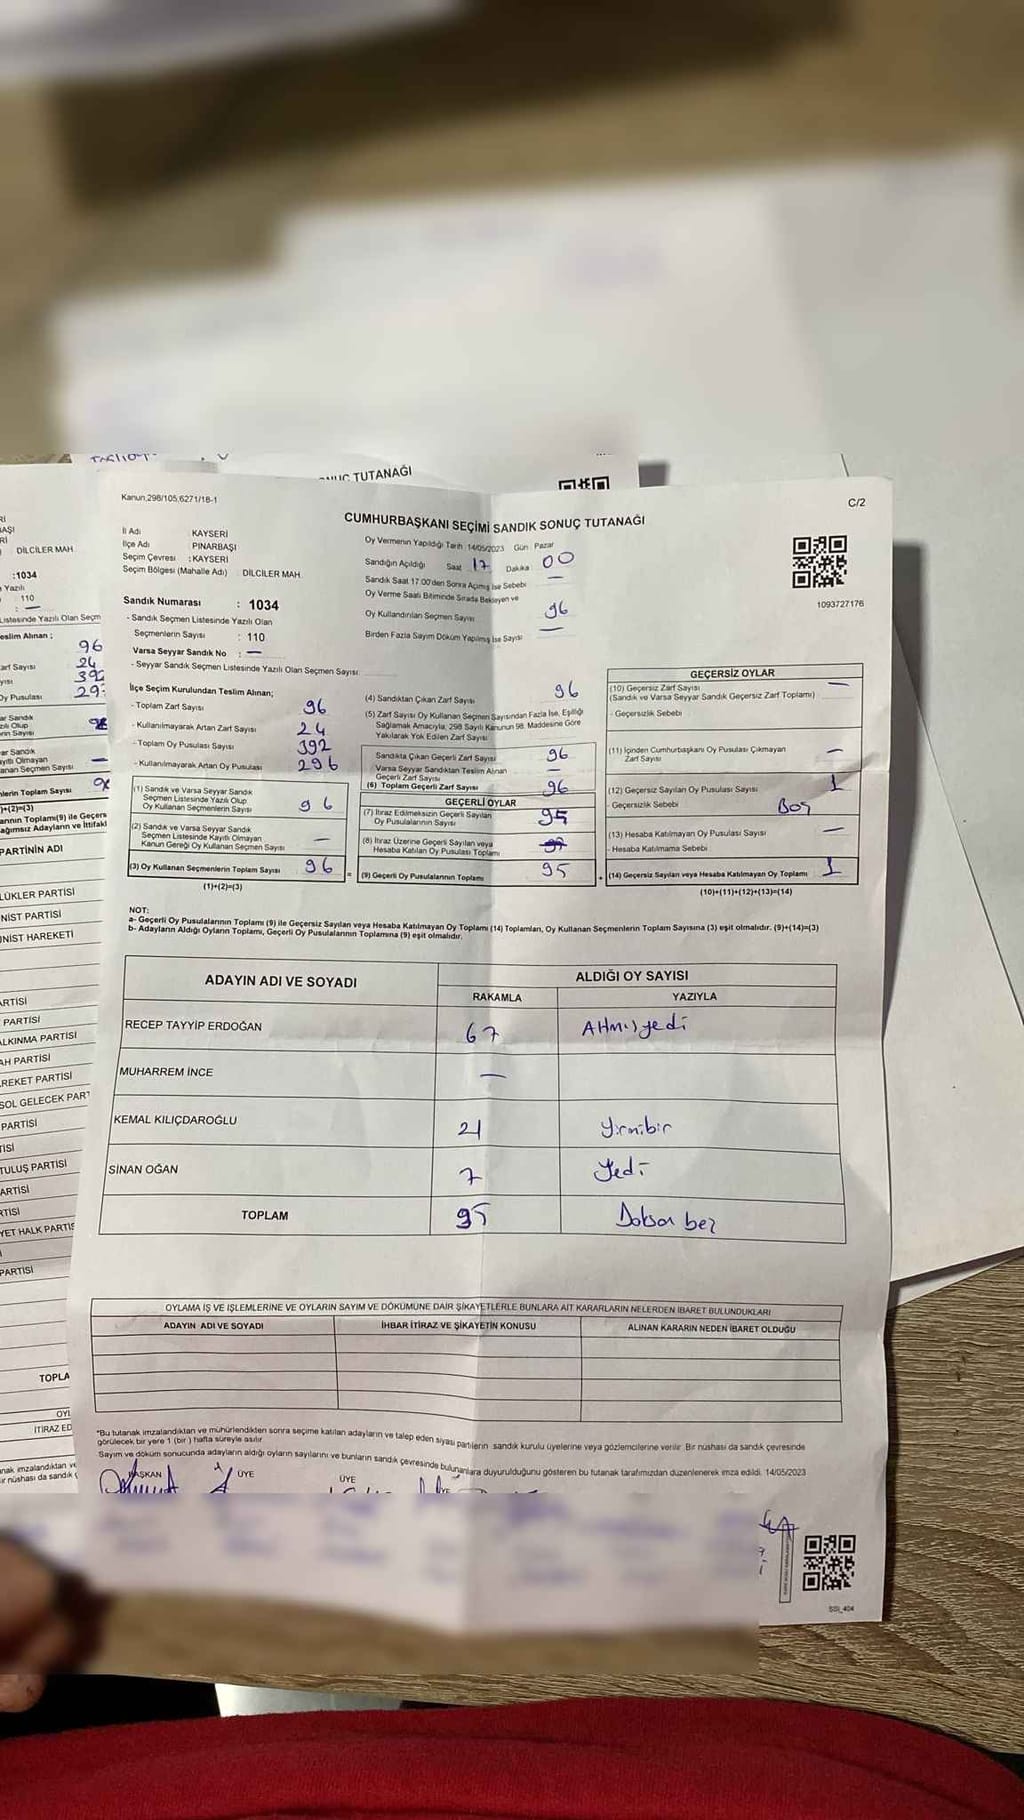 NUÇ TUTANAĞI
Kanun,298/105,6271/18-1
C/2
CUMHURBAŞKANI SEÇİMİ SANDIK SONUÇ TUTANAĞI
İl Adı KAYSERİ
İlçe Adı PINARBAŞI
Seçim Çevresi : KAYSERİ
Seçim Bölgesi (Mahalle Adı) DİLCİLER MAH.
Oy Vermenin Yapıldığı Tarih 14/05/2023 Gün Pazar
Sandığın Açıldığı Saat 17 Dakika 00
Sandık Saat 17:00'den Sonra Açılmış İse Sebebi —
Oy Verme Saati Bitiminde Sırada Bekleyen ve
Oy Kullandırılan Seçmen Sayısı 96
Birden Fazla Sayım Döküm Yapılmış İse Sayısı —
1093727176
Sandık Numarası : 1034
- Sandık Seçmen Listesinde Yazılı Olan
Seçmenlerin Sayısı : 110
Varsa Seyyar Sandık No : —
- Seyyar Sandık Seçmen Listesinde Yazılı Olan Seçmen Sayısı:
İlçe Seçim Kurulundan Teslim Alınan;
- Toplam Zarf Sayısı 96
- Kullanılmayarak Artan Zarf Sayısı 24
- Toplam Oy Pusulası Sayısı 392
- Kullanılmayarak Artan Oy Pusulası 296
(1) Sandık ve Varsa Seyyar Sandık
Seçmen Listesinde Yazılı Olup
Oy Kullanan Seçmenlerin Sayısı 96
(2) Sandık ve Varsa Seyyar Sandık
Seçmen Listesinde Kayıtlı Olmayan
Kanun Gereği Oy Kullanan Seçmen Sayısı —
(3) Oy Kullanan Seçmenlerin Toplam Sayısı 96
(1)+(2)=(3)
(4) Sandıktan Çıkan Zarf Sayısı 96
(5) Zarf Sayısı Oy Kullanan Seçmen Sayısından Fazla İse, Eşitliği
Sağlamak Amacıyla; 298 Sayılı Kanunun 98. Maddesine Göre
Yakılarak Yok Edilen Zarf Sayısı
Sandıkta Çıkan Geçerli Zarf Sayısı 96
Varsa Seyyar Sandıktan Teslim Alınan
Geçerli Zarf Sayısı —
(6) Toplam Geçerli Zarf Sayısı 96
GEÇERLİ OYLAR
(7) İtiraz Edilmeksizin Geçerli Sayılan
Oy Pusulalarının Sayısı 95
(8) İtiraz Üzerine Geçerli Sayılan veya
Hesaba Katılan Oy Pusulası Toplamı
(9) Geçerli Oy Pusulalarının Toplamı 95
GEÇERSİZ OYLAR
(10) Geçersiz Zarf Sayısı —
(Sandık ve Varsa Seyyar Sandık Geçersiz Zarf Toplamı)
- Geçersizlik Sebebi
(11) İçinden Cumhurbaşkanı Oy Pusulası Çıkmayan
Zarf Sayısı —
(12) Geçersiz Sayılan Oy Pusulası Sayısı 1
- Geçersizlik Sebebi Boş
(13) Hesaba Katılmayan Oy Pusulası Sayısı —
- Hesaba Katılmama Sebebi
(14) Geçersiz Sayılan veya Hesaba Katılmayan Oy Toplamı 1
(10)+(11)+(12)+(13)=(14)
NOT:
a- Geçerli Oy Pusulalarının Toplamı (9) ile Geçersiz Sayılan veya Hesaba Katılmayan Oy Toplamı (14) Toplamları, Oy Kullanan Seçmenlerin Toplam Sayısına (3) eşit olmalıdır. (9)+(14)=(3)
b- Adayların Aldığı Oyların Toplamı, Geçerli Oy Pusulalarının Toplamına (9) eşit olmalıdır.
ADAYIN ADI VE SOYADI ALDIĞI OY SAYISI
RAKAMLA YAZIYLA
RECEP TAYYİP ERDOĞAN 67 Altmışyedi
MUHARREM İNCE —
KEMAL KILIÇDAROĞLU 21 Yirmibir
SİNAN OĞAN 7 Yedi
TOPLAM 95 Doksan beş
OYLAMA İŞ VE İŞLEMLERİNE VE OYLARIN SAYIM VE DÖKÜMÜNE DAİR ŞİKAYETLERLE BUNLARA AİT KARARLARIN NELERDEN İBARET BULUNDUKLARI
ADAYIN ADI VE SOYADI İHBAR İTİRAZ VE ŞİKAYETİN KONUSU ALINAN KARARIN NEDEN İBARET OLDUĞU
*Bu tutanak imzalandıktan ve mühürlendikten sonra seçime katılan adayların ve talep eden siyasi partilerin sandık kurulu üyelerine veya gözlemcilerine verilir. Bir nüshası da sandık çevresinde
görülecek bir yere 1 (bir) hafta süreyle asılır.
Sayım ve döküm sonucunda adayların aldığı oyların sayılarını ve bunların sandık çevresinde bulunanlara duyurulduğunu gösteren bu tutanak tarafımızdan düzenlenerek imza edildi. 14/05/2023
BAŞKAN ÜYE ÜYE ÜYE
SSİ_404
DİLCİLER MAH.
:1034
110
Listesinde Yazılı Olan Seçm
eslim Alınan ;
96
arf Sayısı 24
392
Oy Pusulası 29
anan Seçmen Sayısı —
nlerin Toplam Sayısı
)+(2)=(3)
arının Toplamı(9) ile Geçers
ağımsız Adayların ve İttifakl
PARTİNİN ADI
LÜKLER PARTİSİ
NİST PARTİSİ
NİST HAREKETİ
ARTİSİ
PARTİSİ
ALKINMA PARTİSİ
AH PARTİSİ
REKET PARTİSİ
SOL GELECEK PART
PARTİSİ
TİSİ
TULUŞ PARTİSİ
ARTİSİ
RTİSİ
YET HALK PARTİS
PARTİSİ
TOPLA
OYL
İTİRAZ ED
nak imzalandıktan ve
ir nüshası da sandık ç